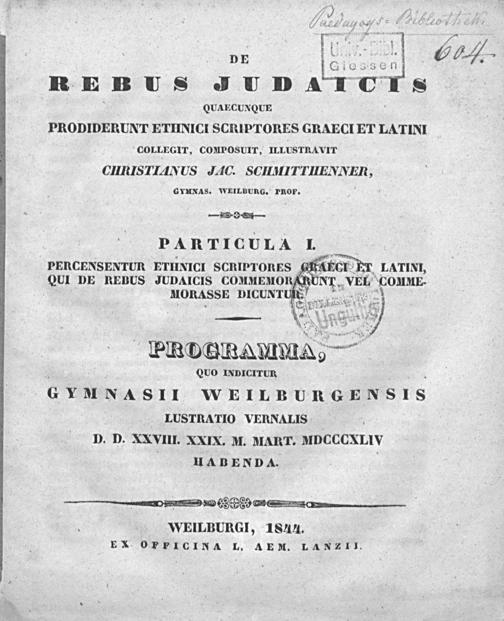 Paedagogs-Bibliothek.
Univ.-Bibl.
Giessen
604.
DE
REBUS JUDAICIS
QUAECUNQUE
PRODIDERUNT ETHNICI SCRIPTORES GRAECI ET LATINI
COLLEGIT, COMPOSUIT, ILLUSTRAVIT
CHRISTIANUS JAC. SCHMITTHENNER,
GYMNAS. WEILBURG. PROF.
PARTICULA I.
PERCENSENTUR ETHNICI SCRIPTORES GRAECI ET LATINI,
QUI DE REBUS JUDAICIS COMMEMORARUNT VEL COMME-
MORASSE DICUNTUR.
PROGRAMMA,
QUO INDICITUR
GYMNASII WEILBURGENSIS
LUSTRATIO VERNALIS
D. D. XXVIII. XXIX. M. MART. MDCCCXLIV
HABENDA.
WEILBURGI, 1844.
EX OFFICINA L. AEM. LANZII.